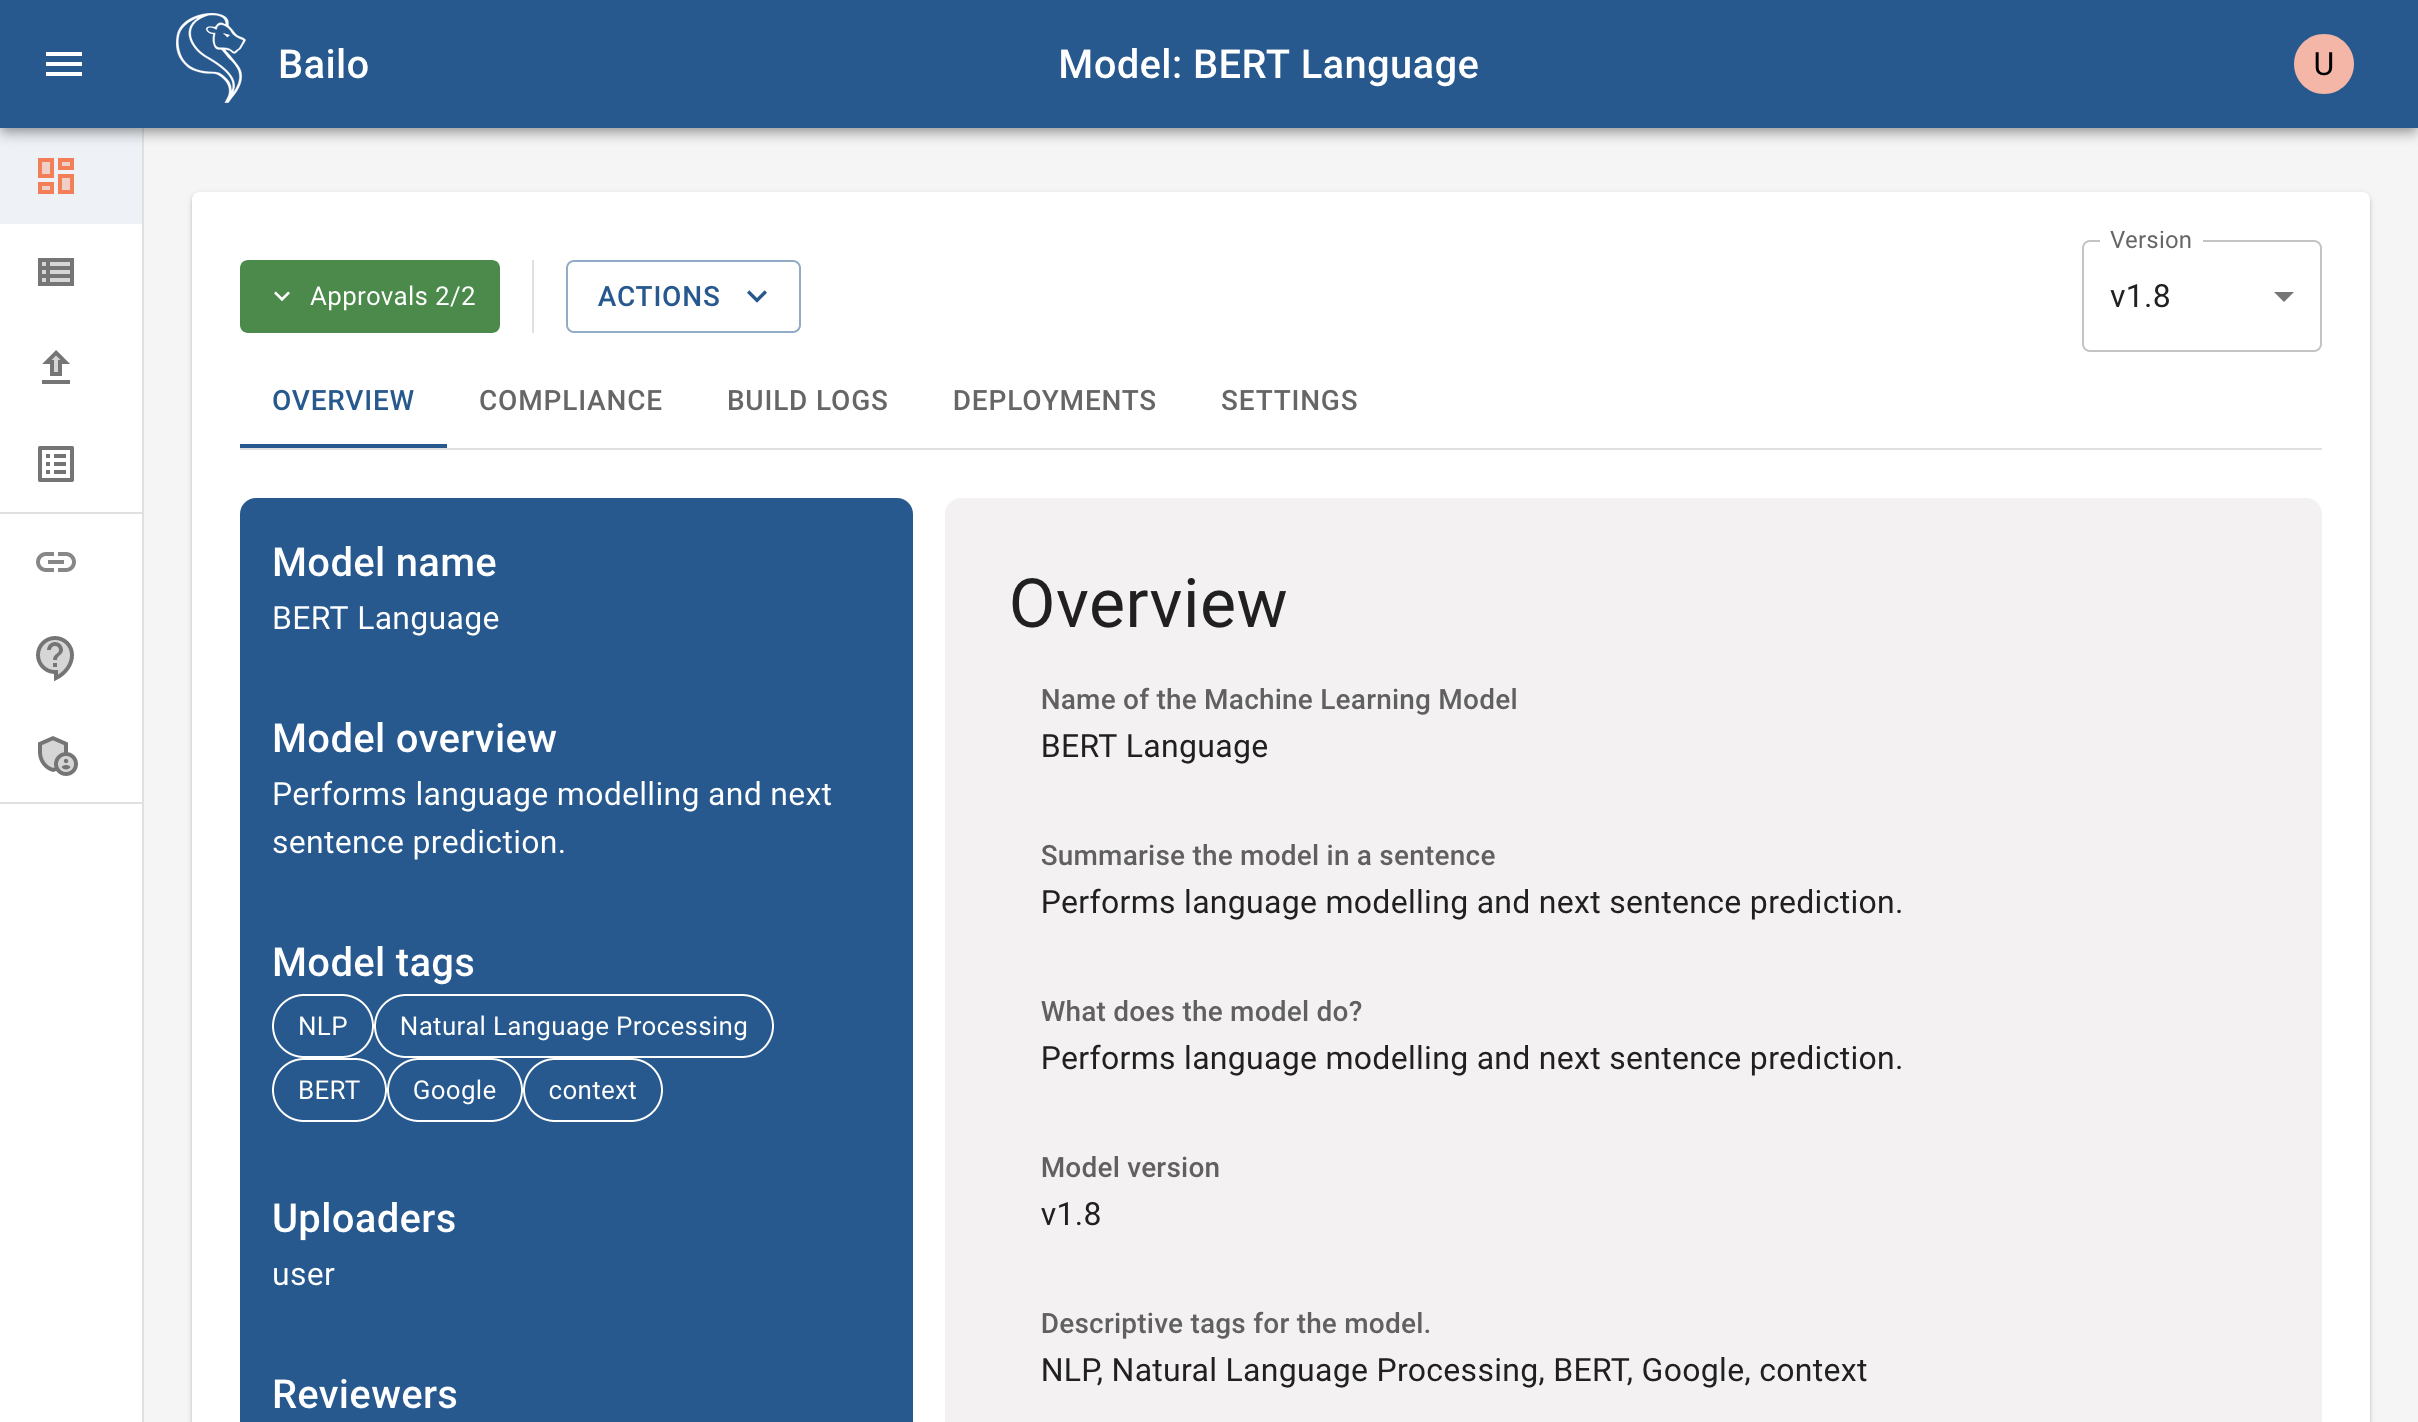 Bailo
Model: BERT Language
U
Approvals 2/2
ACTIONS
Version
v1.8
OVERVIEW
COMPLIANCE
BUILD LOGS
DEPLOYMENTS
SETTINGS
Model name
BERT Language
Model overview
Performs language modelling and next
sentence prediction.
Model tags
NLP
Natural Language Processing
BERT
Google
context
Uploaders
user
Reviewers
Overview
Name of the Machine Learning Model
BERT Language
Summarise the model in a sentence
Performs language modelling and next sentence prediction.
What does the model do?
Performs language modelling and next sentence prediction.
Model version
v1.8
Descriptive tags for the model.
NLP, Natural Language Processing, BERT, Google, context